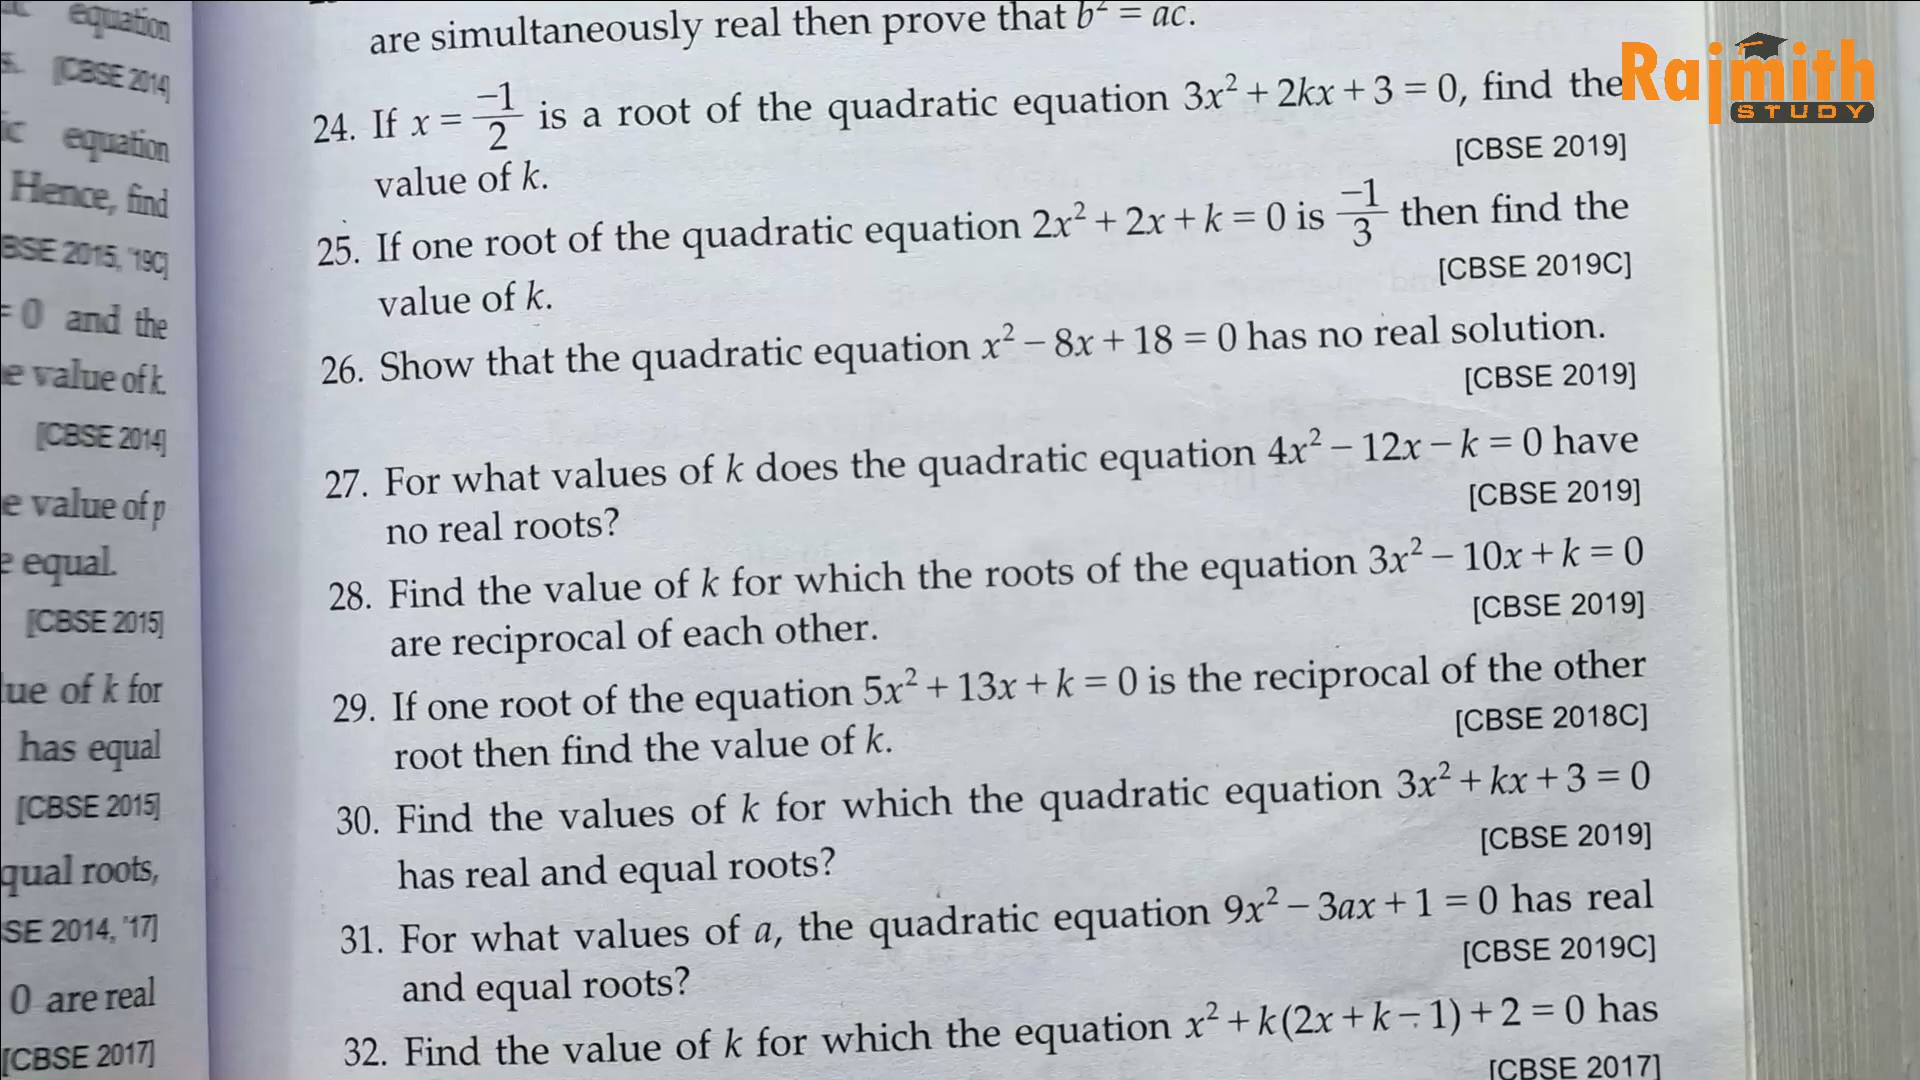 equation
[CBSE 2014]
equation
Hence, find
BSE 2015, '19C]
= 0 and the
e value of k.
[CBSE 2014]
e value of p
e equal.
[CBSE 2015]
ue of k for
has equal
[CBSE 2015]
qual roots,
SE 2014, '17]
0 are real
[CBSE 2017]
are simultaneously real then prove that b² = ac.
24. If x = -1/2 is a root of the quadratic equation 3x² + 2kx + 3 = 0, find the
value of k. [CBSE 2019]
25. If one root of the quadratic equation 2x² + 2x + k = 0 is -1/3 then find the
value of k. [CBSE 2019C]
26. Show that the quadratic equation x² – 8x + 18 = 0 has no real solution.
[CBSE 2019]
27. For what values of k does the quadratic equation 4x² – 12x – k = 0 have
no real roots? [CBSE 2019]
28. Find the value of k for which the roots of the equation 3x² – 10x + k = 0
are reciprocal of each other. [CBSE 2019]
29. If one root of the equation 5x² + 13x + k = 0 is the reciprocal of the other
root then find the value of k. [CBSE 2018C]
30. Find the values of k for which the quadratic equation 3x² + kx + 3 = 0
has real and equal roots? [CBSE 2019]
31. For what values of a, the quadratic equation 9x² – 3ax + 1 = 0 has real
and equal roots? [CBSE 2019C]
32. Find the value of k for which the equation x² + k(2x + k – 1) + 2 = 0 has
[CBSE 2017]
Rajmith
STUDY